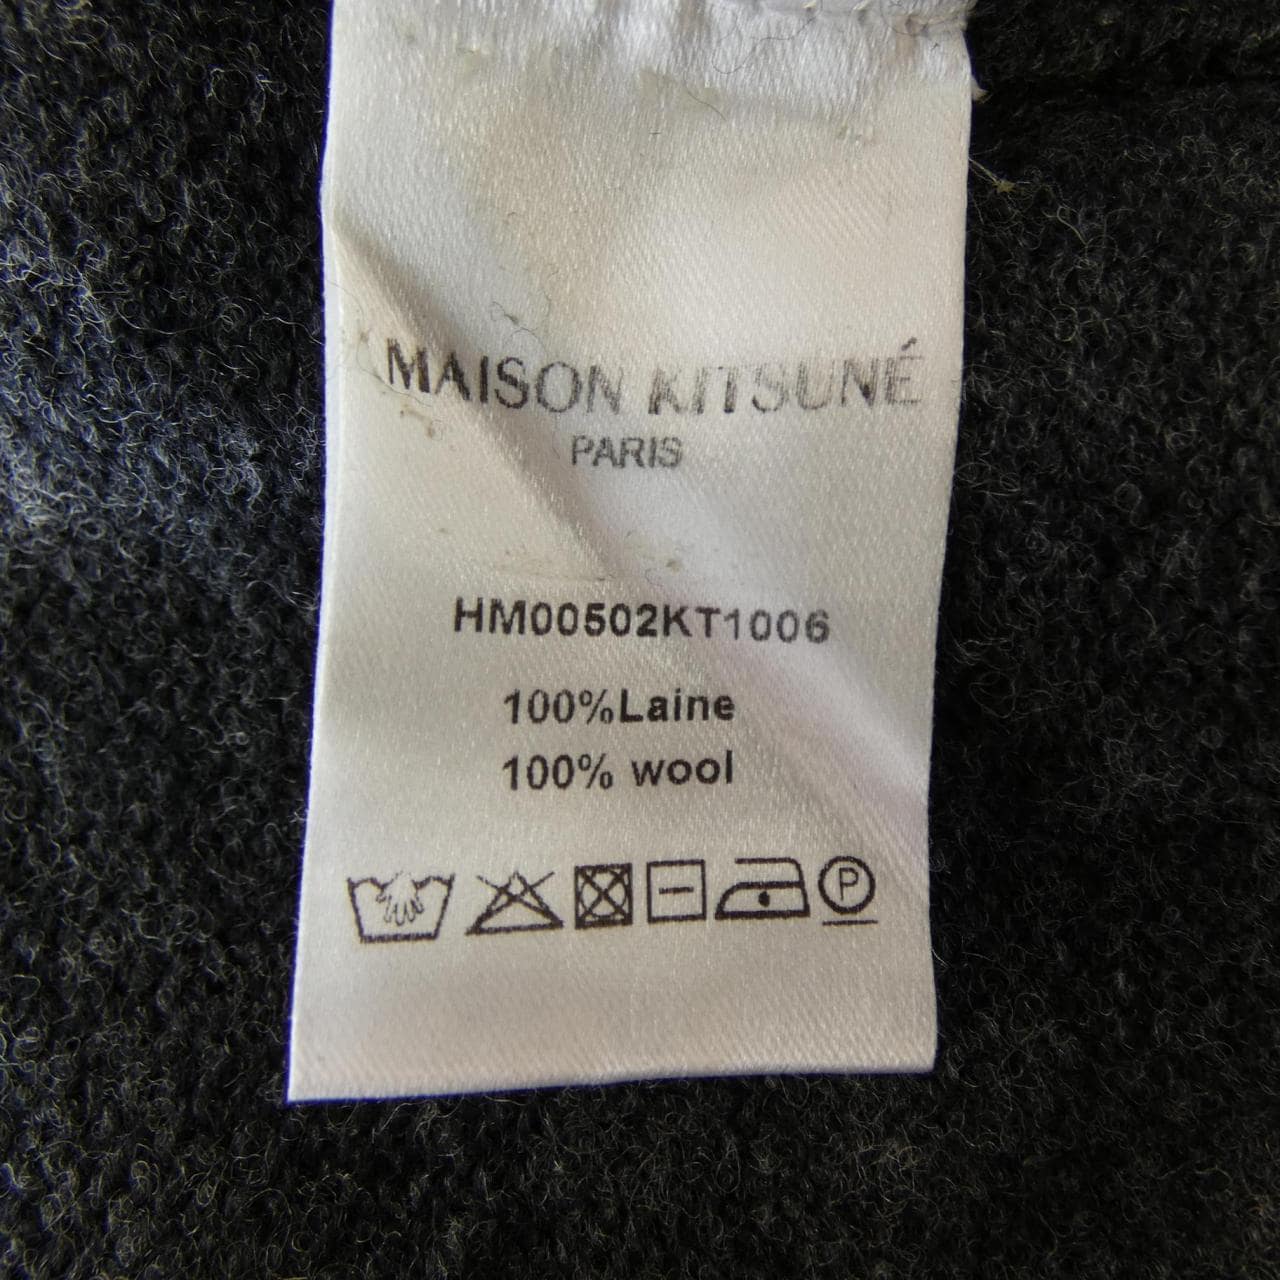 MAISON KITSUNÉ
PARIS
HM00502KT1006
100%Laine
100% wool
P